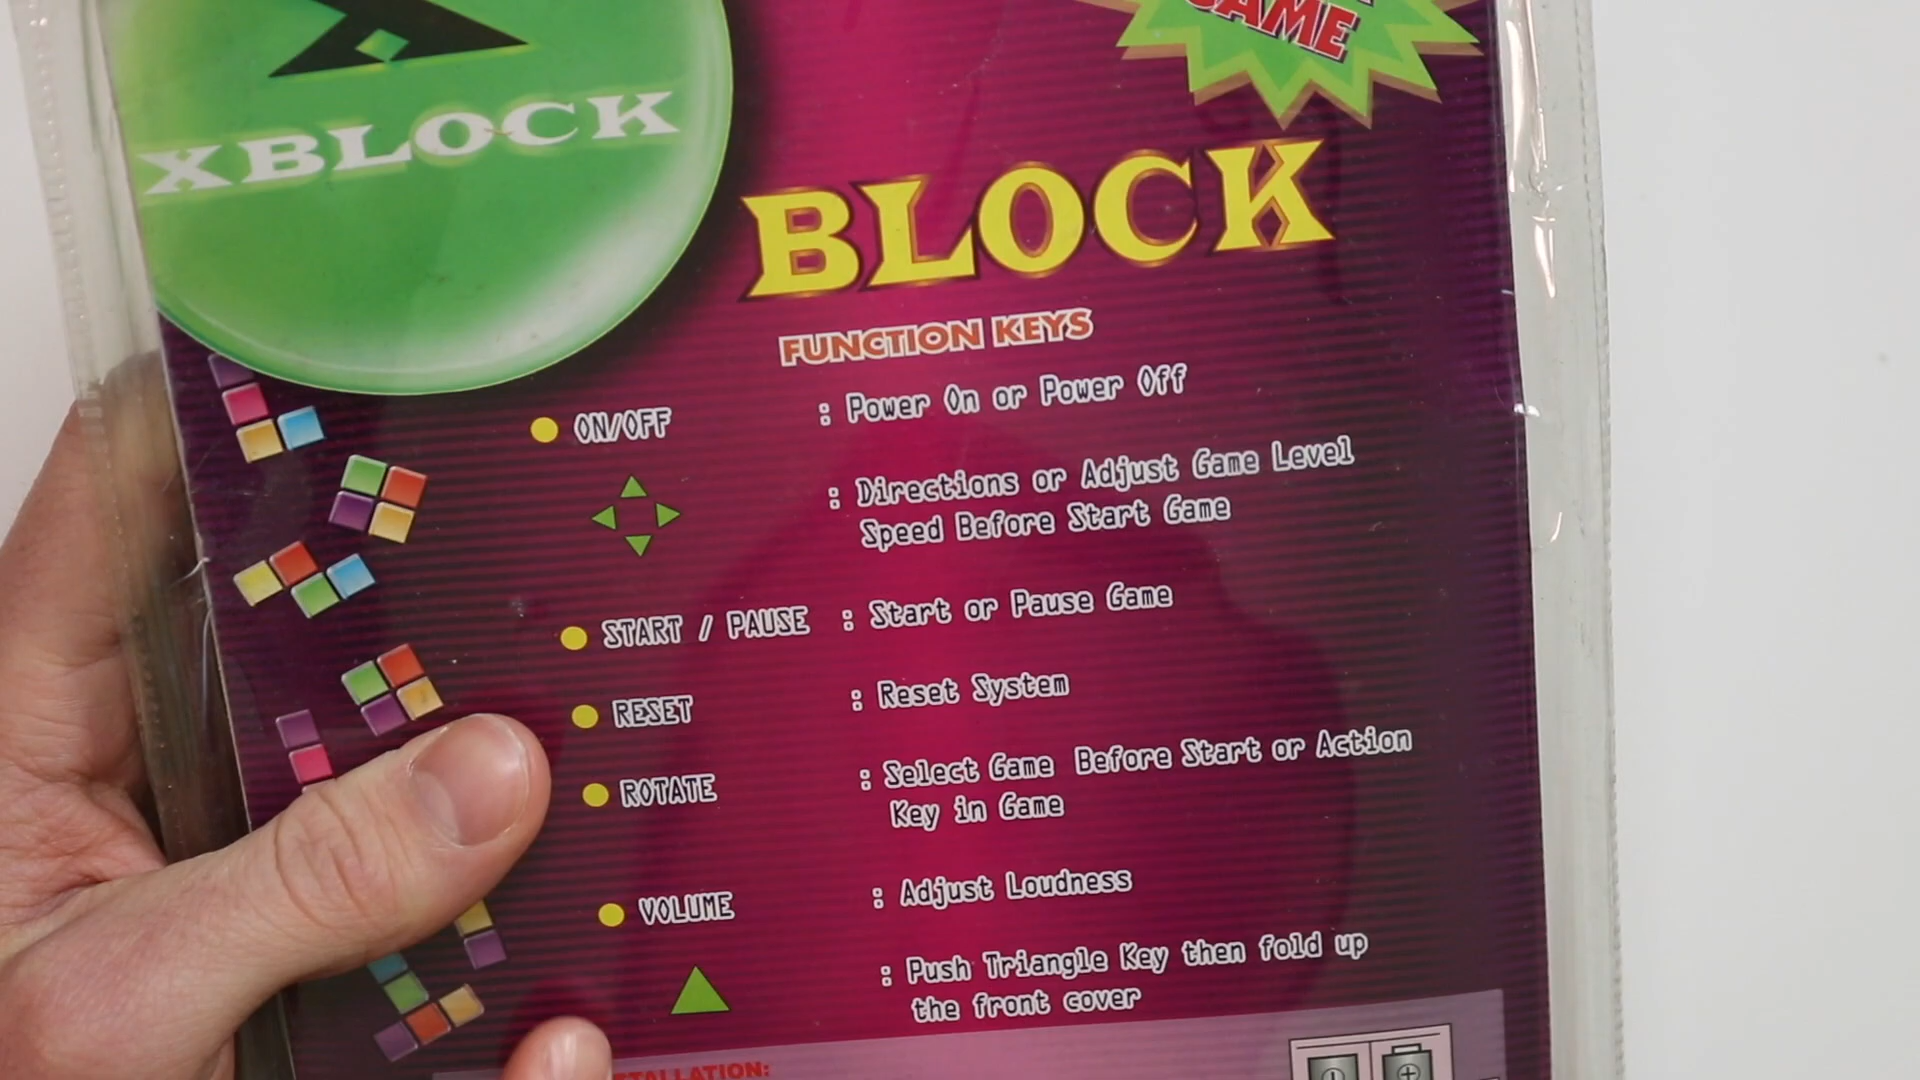 GAME
XBLOCK
BLOCK
FUNCTION KEYS
ON/OFF : Power On or Power Off
: Directions or Adjust Game Level
Speed Before Start Game
START / PAUSE : Start or Pause Game
RESET : Reset System
ROTATE : Select Game Before Start or Action
Key in Game
VOLUME : Adjust Loudness
: Push Triangle Key then fold up
the front cover